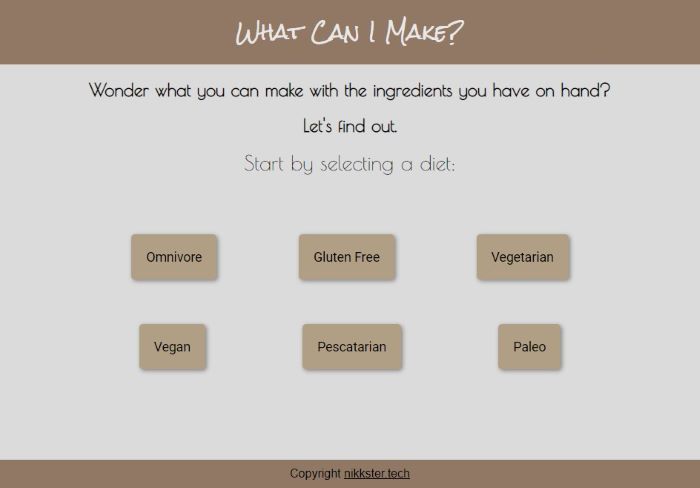 What Can I Make?
Wonder what you can make with the ingredients you have on hand?
Let's find out.
Start by selecting a diet:
Omnivore
Gluten Free
Vegetarian
Vegan
Pescatarian
Paleo
Copyright nikkster.tech